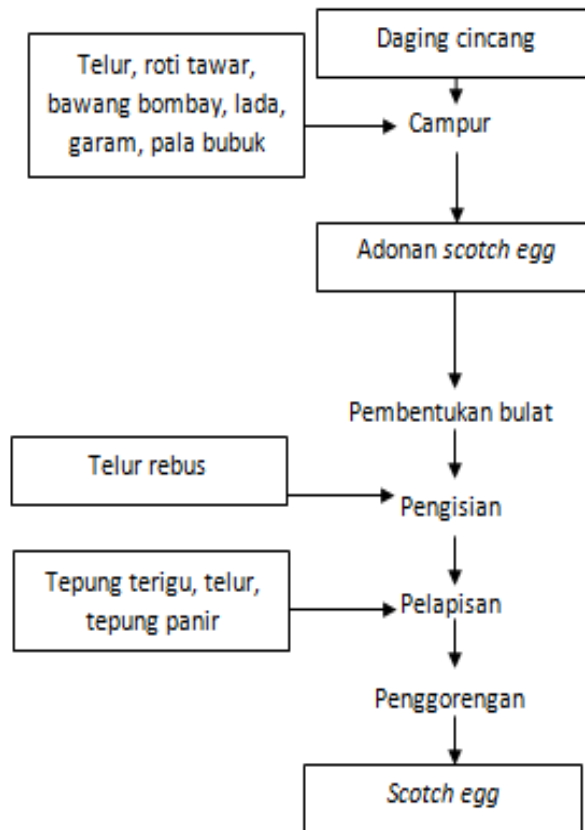 Daging cincang
Telur, roti tawar,
bawang bombay, lada,
garam, pala bubuk
Campur
Adonan scotch egg
Pembentukan bulat
Telur rebus
Pengisian
Tepung terigu, telur,
tepung panir
Pelapisan
Penggorengan
Scotch egg